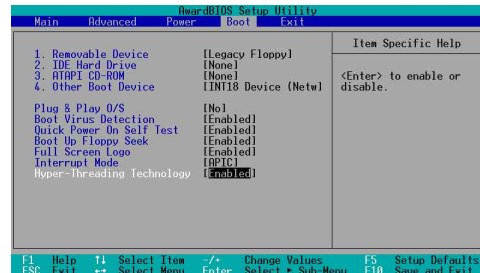 AwardBIOS Setup Utility
Main Advanced Power Boot Exit
Item Specific Help
1. Removable Device [Legacy Floppy]
2. IDE Hard Drive [None]
3. ATAPI CD-ROM [None]
4. Other Boot Device [INT18 Device (Netw]
<Enter> to enable or
disable.
Plug & Play O/S [No]
Boot Virus Detection [Enabled]
Quick Power On Self Test [Enabled]
Boot Up Floppy Seek [Enabled]
Full Screen Logo [Enabled]
Interrupt Mode [APIC]
Hyper-Threading Technology [Enabled]
F1 Help ↑↓ Select Item -/+ Change Values F5 Setup Defaults
ESC Exit ←→ Select Menu Enter Select ► Sub-Menu F10 Save and Exit